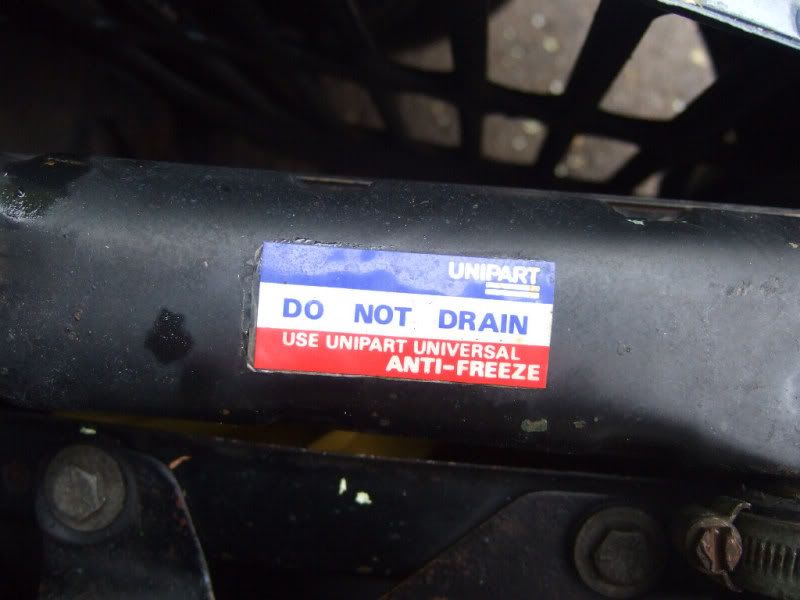 UNIPART
DO NOT DRAIN
USE UNIPART UNIVERSAL
ANTI-FREEZE